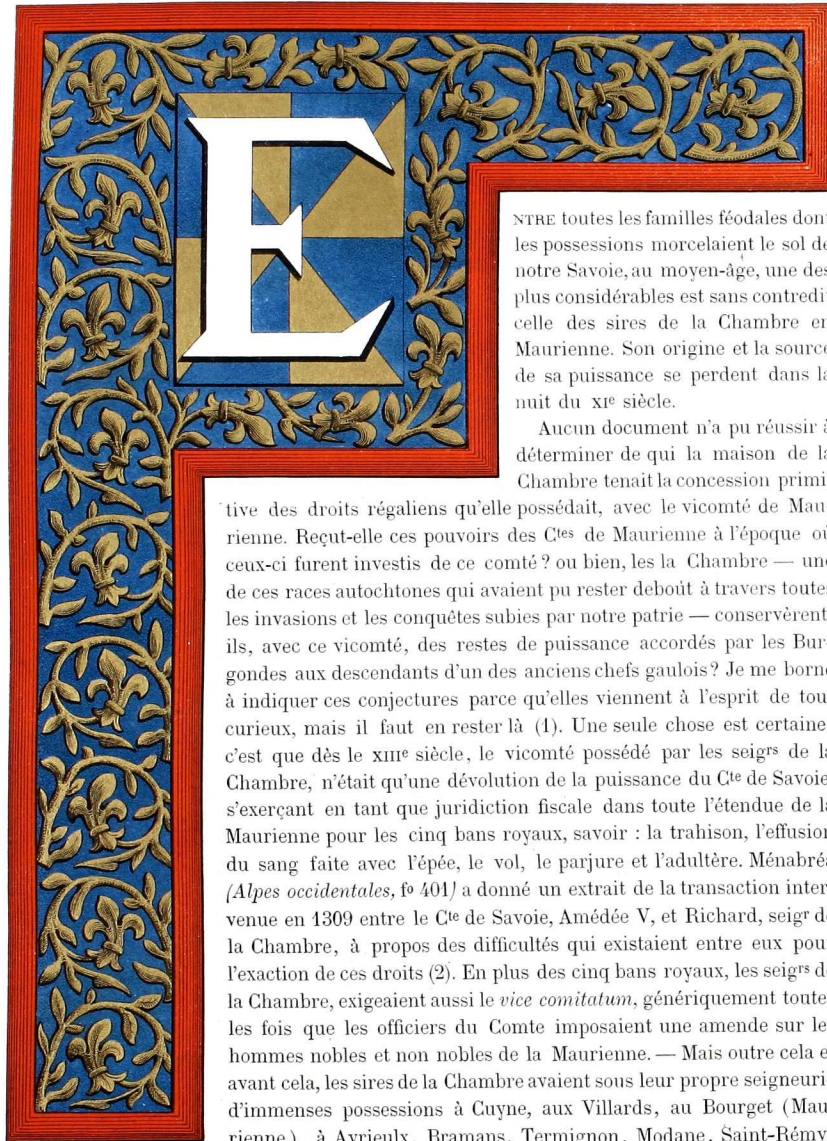 E
NTRE toutes les familles féodales don
les possessions morcelaient le sol de
notre Savoie, au moyen-âge, une des
plus considérables est sans contredi
celle des sires de la Chambre en
Maurienne. Son origine et la source
de sa puissance se perdent dans la
nuit du XIe siècle.
Aucun document n'a pu réussir à
déterminer de qui la maison de la
Chambre tenait la concession primi
tive des droits régaliens qu'elle possédait, avec le vicomté de Mau
rienne. Reçut-elle ces pouvoirs des Ctes de Maurienne à l'époque où
ceux-ci furent investis de ce comté ? ou bien, les la Chambre — une
de ces races autochtones qui avaient pu rester debout à travers toutes
les invasions et les conquêtes subies par notre patrie — conservèrent
ils, avec ce vicomté, des restes de puissance accordés par les Bur
gondes aux descendants d'un des anciens chefs gaulois? Je me borne
à indiquer ces conjectures parce qu'elles viennent à l'esprit de tou
curieux, mais il faut en rester là (1). Une seule chose est certaine
c'est que dès le XIIIe siècle, le vicomté possédé par les seigrs de la
Chambre, n'était qu'une dévolution de la puissance du Cte de Savoie
s'exerçant en tant que juridiction fiscale dans toute l'étendue de la
Maurienne pour les cinq bans royaux, savoir : la trahison, l'effusion
du sang faite avec l'épée, le vol, le parjure et l'adultère. Ménabréa
(Alpes occidentales, fo 401) a donné un extrait de la transaction inter
venue en 1309 entre le Cte de Savoie, Amédée V, et Richard, seigr de
la Chambre, à propos des difficultés qui existaient entre eux pou
l'exaction de ces droits (2). En plus des cinq bans royaux, les seigrs d
la Chambre, exigeaient aussi le vice comitatum, génériquement toute
les fois que les officiers du Comte imposaient une amende sur le
hommes nobles et non nobles de la Maurienne. — Mais outre cela e
avant cela, les sires de la Chambre avaient sous leur propre seigneuri
d'immenses possessions à Cuyne, aux Villards, au Bourget (Mau
rienne), à Avrieulx, Bramans, Termignon, Modane, Saint-Rémy,